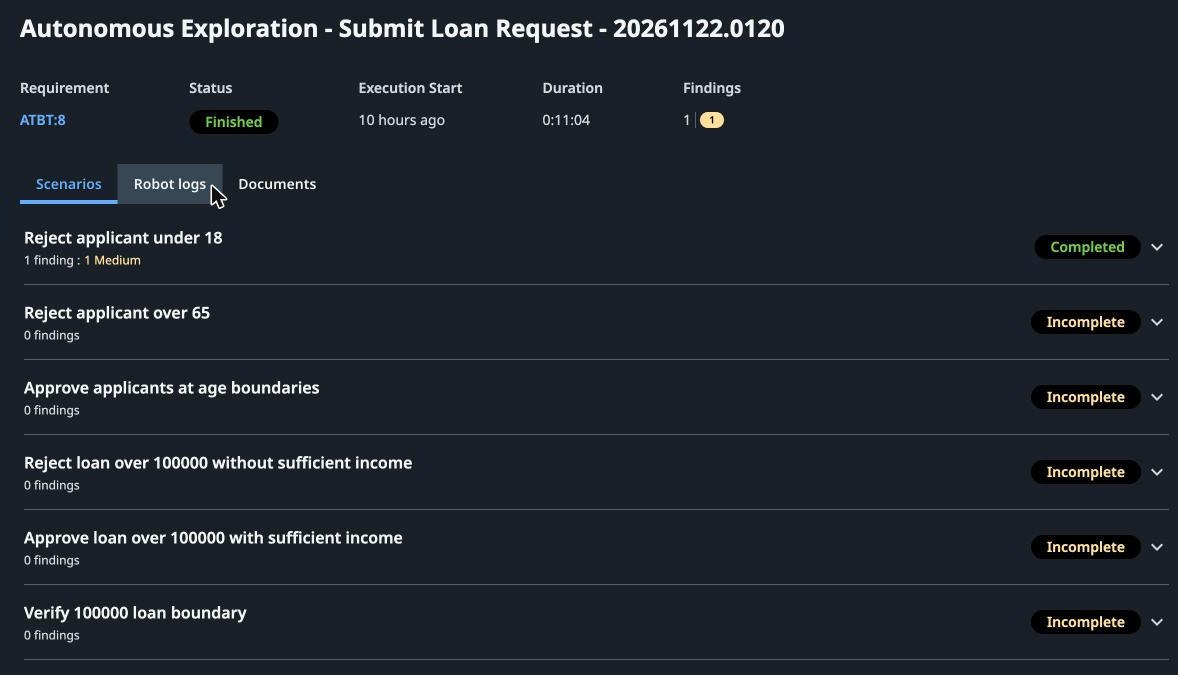 Autonomous Exploration - Submit Loan Request - 20261122.0120
Requirement Status Execution Start Duration Findings
ATBT:8 Finished 10 hours ago 0:11:04 1 | 1
Scenarios Robot logs Documents
Reject applicant under 18
Completed
1 finding : 1 Medium
Reject applicant over 65
Incomplete
0 findings
Approve applicants at age boundaries
Incomplete
0 findings
Reject loan over 100000 without sufficient income
Incomplete
0 findings
Approve loan over 100000 with sufficient income
Incomplete
0 findings
Verify 100000 loan boundary
Incomplete
0 findings